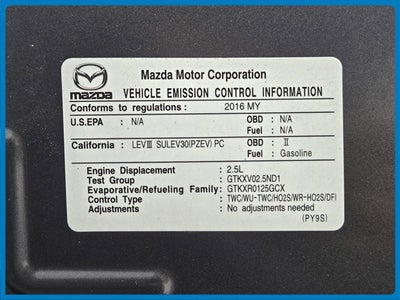 Mazda Motor Corporation
mazda VEHICLE EMISSION CONTROL INFORMATION
Conforms to regulations : 2016 MY
U.S.EPA : N/A OBD : N/A
Fuel : N/A
California : LEVⅢ SULEV30(PZEV) PC OBD : Ⅱ
Fuel : Gasoline
Engine Displacement : 2.5L
Test Group : GTKXV02.5ND1
Evaporative/Refueling Family: GTKXR0125GCX
Control Type : TWC/WU-TWC/HO2S/WR-HO2S/DFI
No adjustments needed
(PY9S)